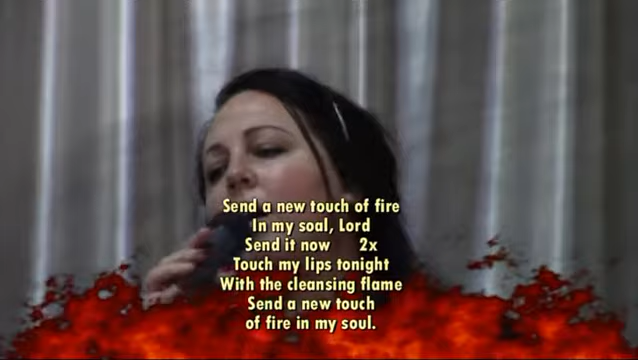 Send a new touch of fire
In my soal, Lord
Send it now 2x
Touch my lips tonight
With the cleansing flame
Send a new touch
of fire in my soul.